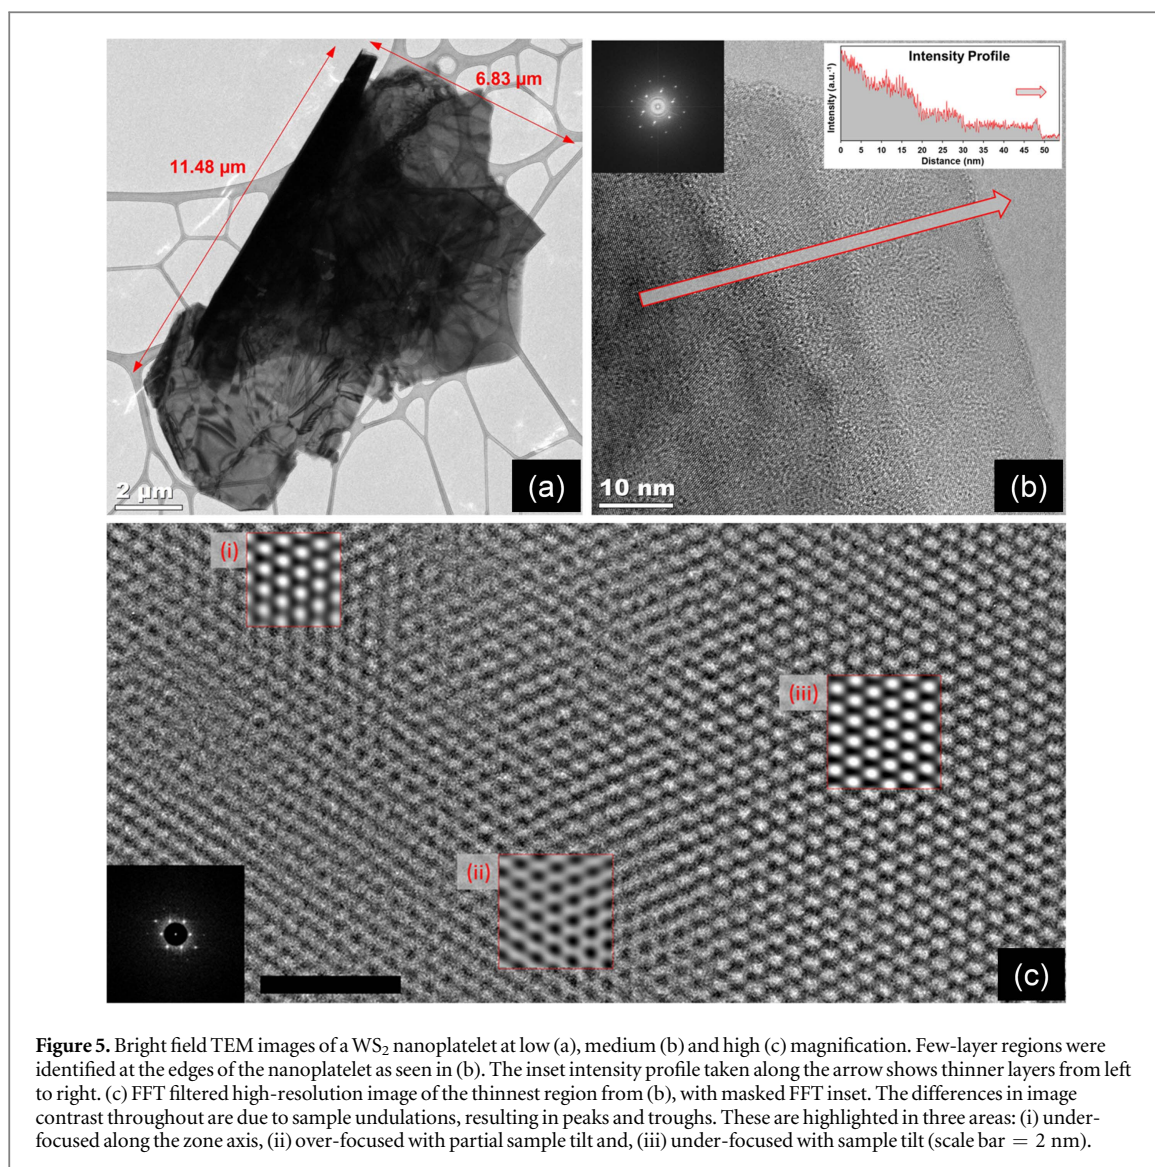 11.48 µm
6.83 µm
2 µm
(a)
Intensity Profile
Intensity (a.u.⁻¹)
0 5 10 15 20 25 30 35 40 45 50
Distance (nm)
10 nm
(b)
(i)
(ii)
(iii)
(c)
Figure 5. Bright field TEM images of a WS₂ nanoplatelet at low (a), medium (b) and high (c) magnification. Few-layer regions were
identified at the edges of the nanoplatelet as seen in (b). The inset intensity profile taken along the arrow shows thinner layers from left
to right. (c) FFT filtered high-resolution image of the thinnest region from (b), with masked FFT inset. The differences in image
contrast throughout are due to sample undulations, resulting in peaks and troughs. These are highlighted in three areas: (i) under-
focused along the zone axis, (ii) over-focused with partial sample tilt and, (iii) under-focused with sample tilt (scale bar = 2 nm).